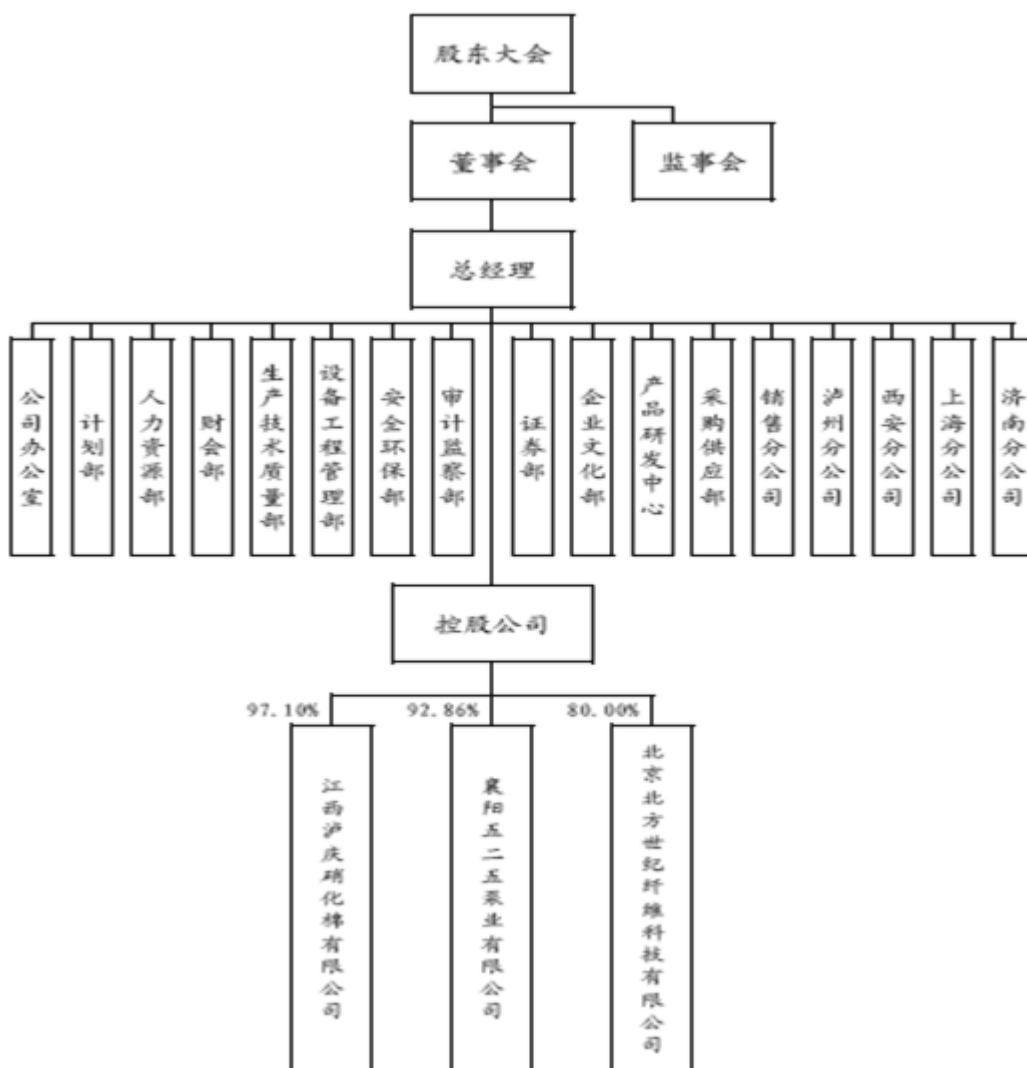 股东大会
董事会
监事会
总经理
公司办公室
计划部
人力资源部
财会部
生产技术质量部
设备工程管理部
安全环保部
审计监察部
证券部
企业文化部
产品研发中心
采购供应部
销售分公司
泸州分公司
西安分公司
上海分公司
济南分公司
控股公司
97.10%
92.86%
80.00%
江西泸庆硝化棉有限公司
襄阳五二五泵业有限公司
北京北方世纪纤维科技有限公司